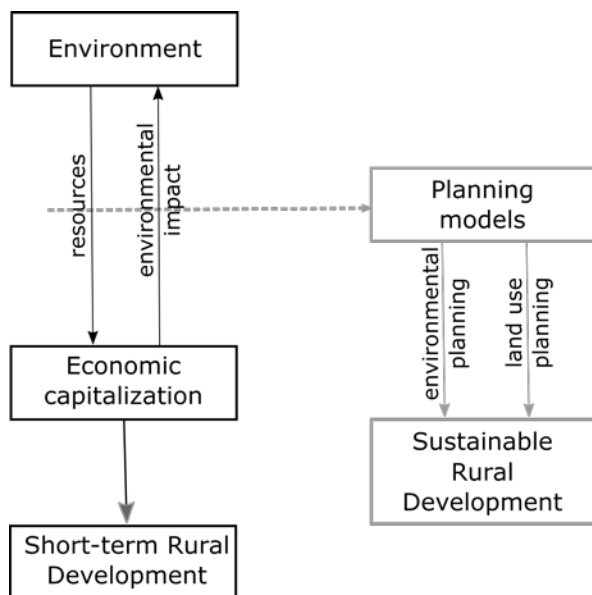 Environment
resources
environmental
impact
Planning
models
environmental
planning
land use
planning
Economic
capitalization
Sustainable
Rural
Development
Short-term Rural
Development